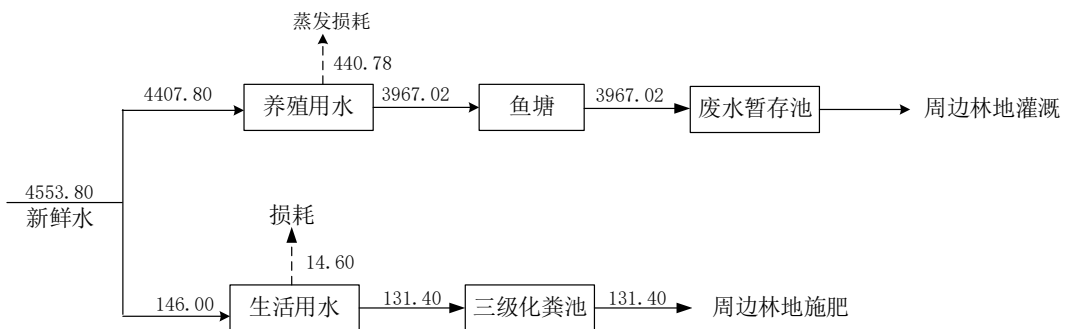 蒸发损耗
440.78
4407.80
养殖用水
3967.02
鱼塘
3967.02
废水暂存池
周边林地灌溉
4553.80
新鲜水
损耗
14.60
146.00
生活用水
131.40
三级化粪池
131.40
周边林地施肥